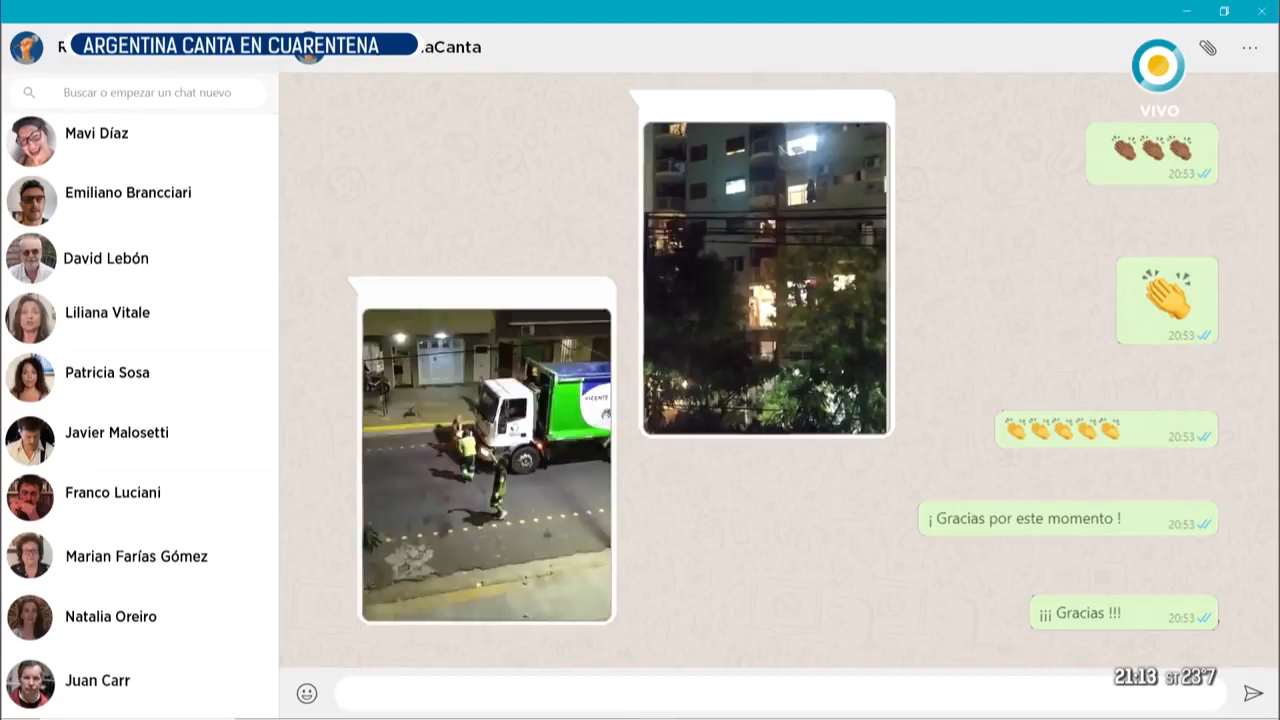 ARGENTINA CANTA EN CUARENTENA
aCanta
VIVO
Buscar o empezar un chat nuevo
Mavi Díaz
Emiliano Brancciari
David Lebón
Liliana Vitale
Patricia Sosa
Javier Malosetti
Franco Luciani
Marian Farías Gómez
Natalia Oreiro
Juan Carr
VICENTE
20:53
20:53
20:53
¡ Gracias por este momento !
20:53
¡¡¡ Gracias !!!
20:53
21:13 ST 23°7